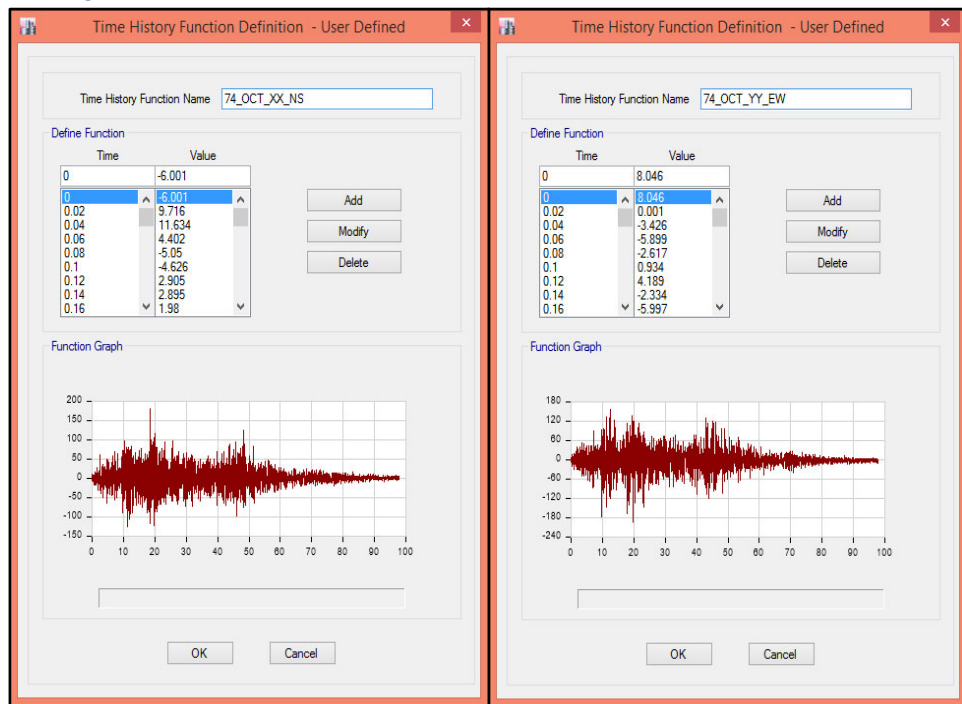 Time History Function Definition - User Defined
Time History Function Name 74_OCT_XX_NS
Define Function
Time Value
0 -6.001
0 -6.001
0.02 9.716
0.04 11.634
0.06 4.402
0.08 -5.05
0.1 -4.626
0.12 2.905
0.14 2.895
0.16 1.98
Add
Modify
Delete
Function Graph
200
150
100
50
0
-50
-100
-150
0 10 20 30 40 50 60 70 80 90 100
OK Cancel
Time History Function Definition - User Defined
Time History Function Name 74_OCT_YY_EW
Define Function
Time Value
0 8.046
0 8.046
0.02 0.001
0.04 -3.426
0.06 -5.899
0.08 -2.617
0.1 0.934
0.12 4.189
0.14 -2.334
0.16 -5.997
Add
Modify
Delete
Function Graph
180
120
60
0
-60
-120
-180
-240
0 10 20 30 40 50 60 70 80 90 100
OK Cancel